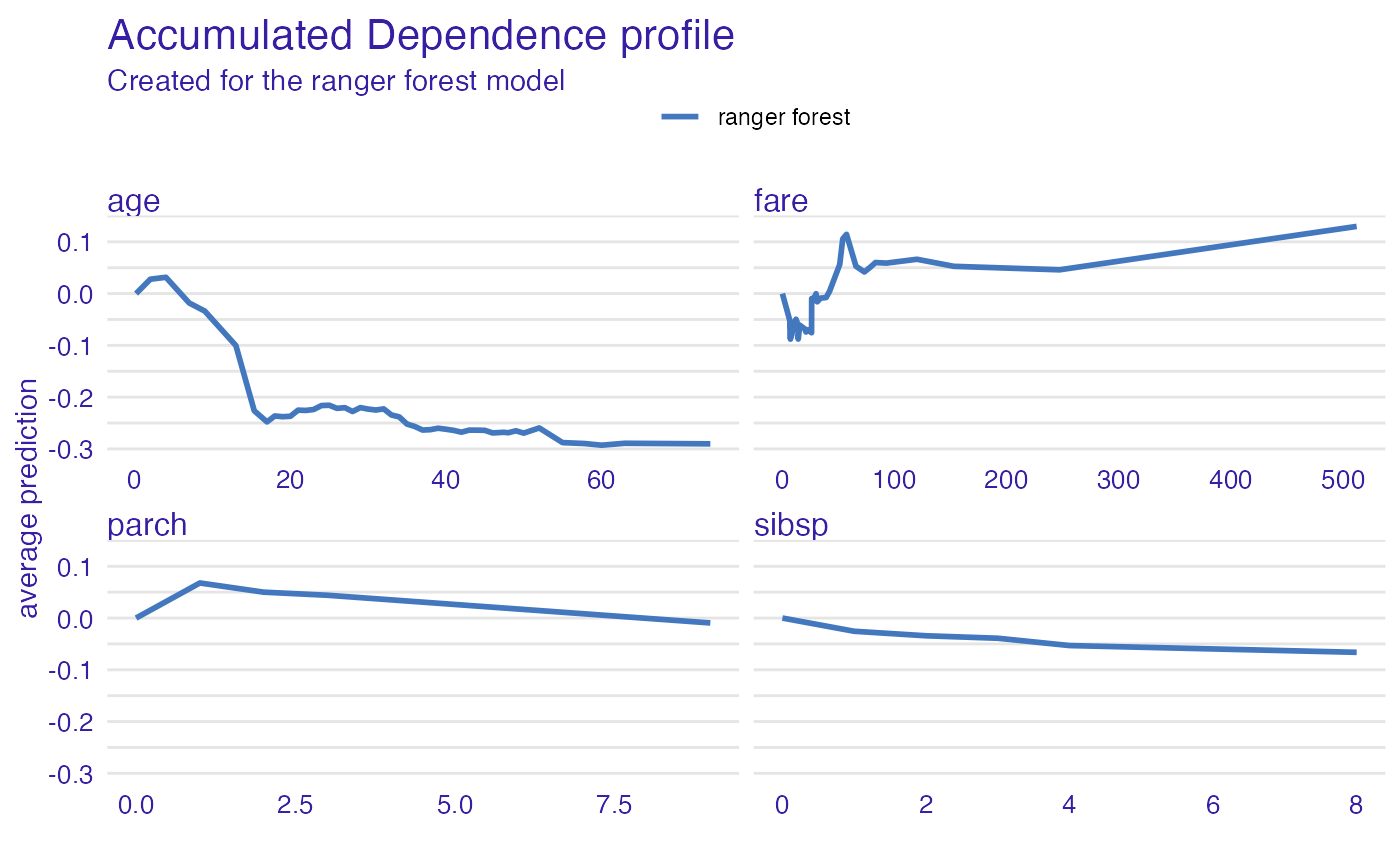 Accumulated Dependence profile
Created for the ranger forest model
ranger forest
age
fare
0.1
0.0
-0.1
-0.2
-0.3
0 20 40 60
0 100 200 300 400 500
parch
sibsp
0.1
0.0
-0.1
-0.2
-0.3
0.0 2.5 5.0 7.5
0 2 4 6 8
average prediction